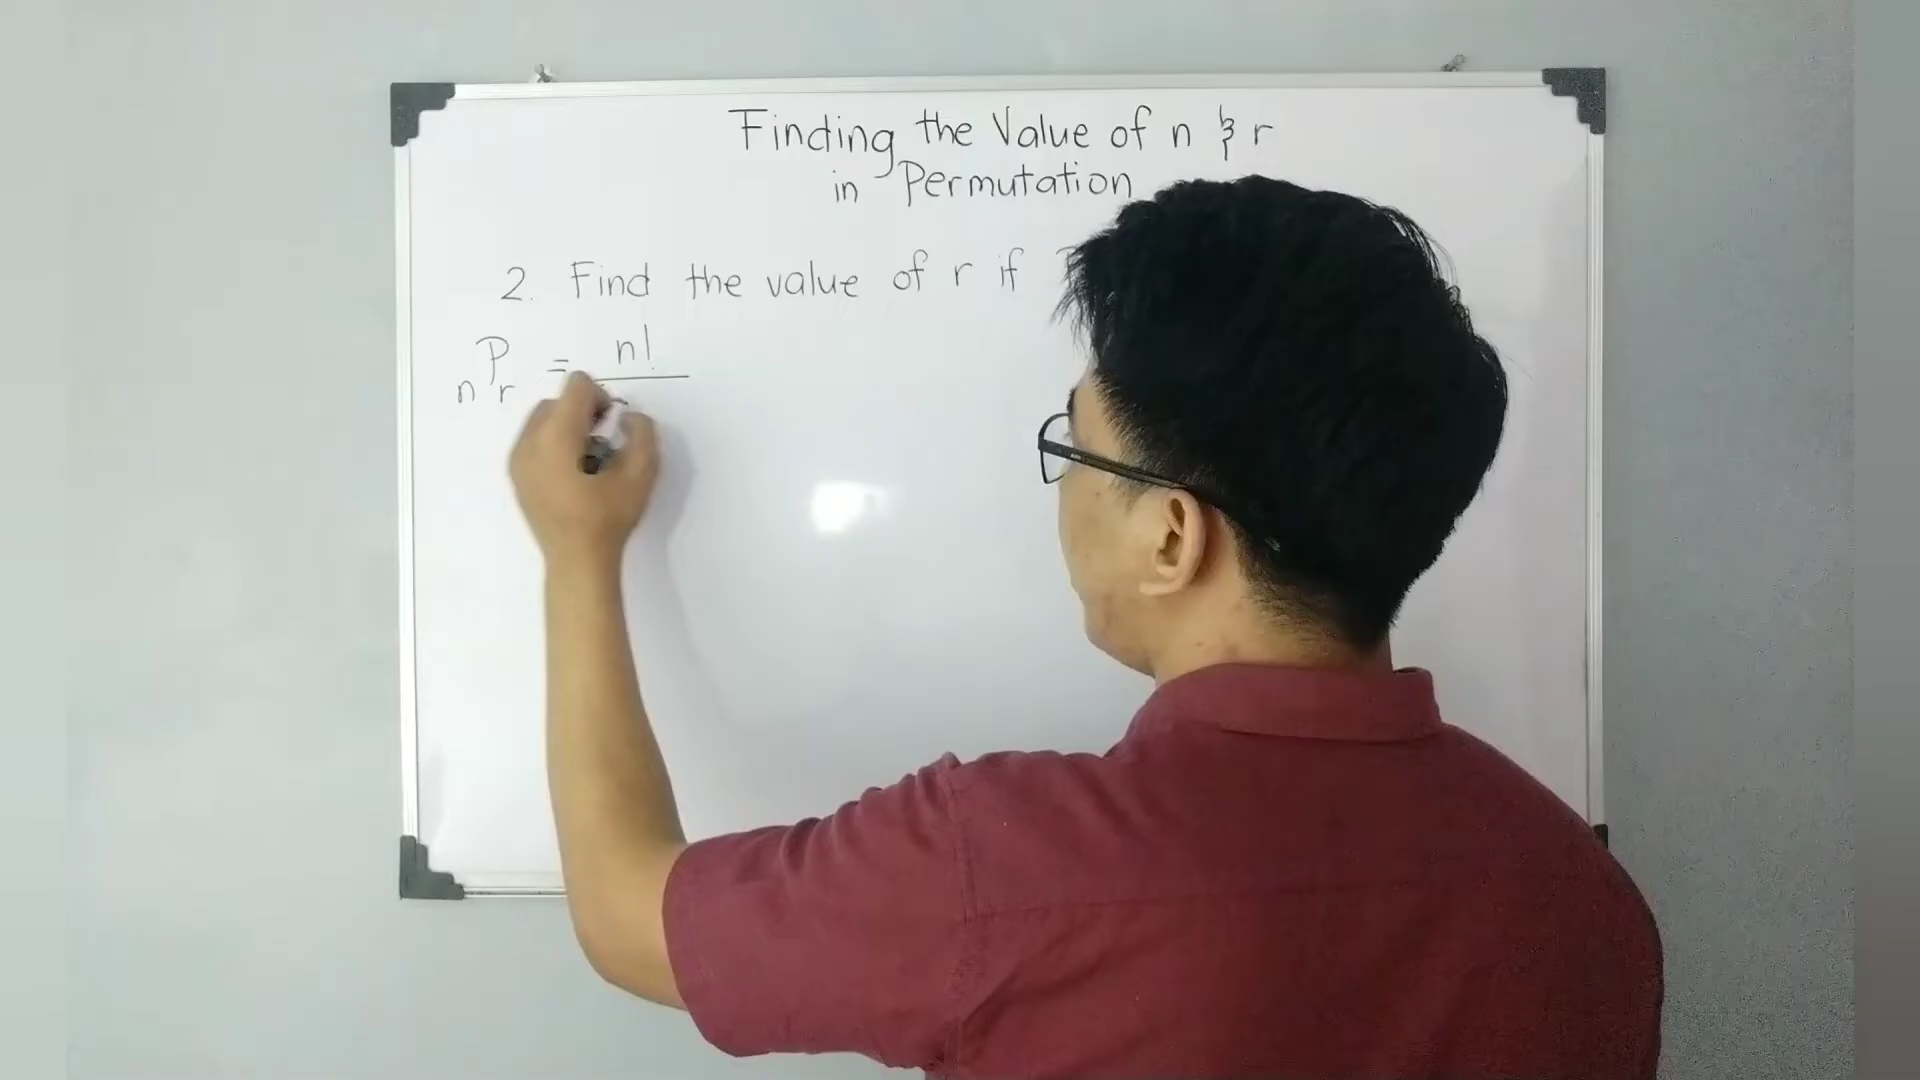 Finding the Value of n & r
in Permutation
2. Find the value of r if
nPr = n!